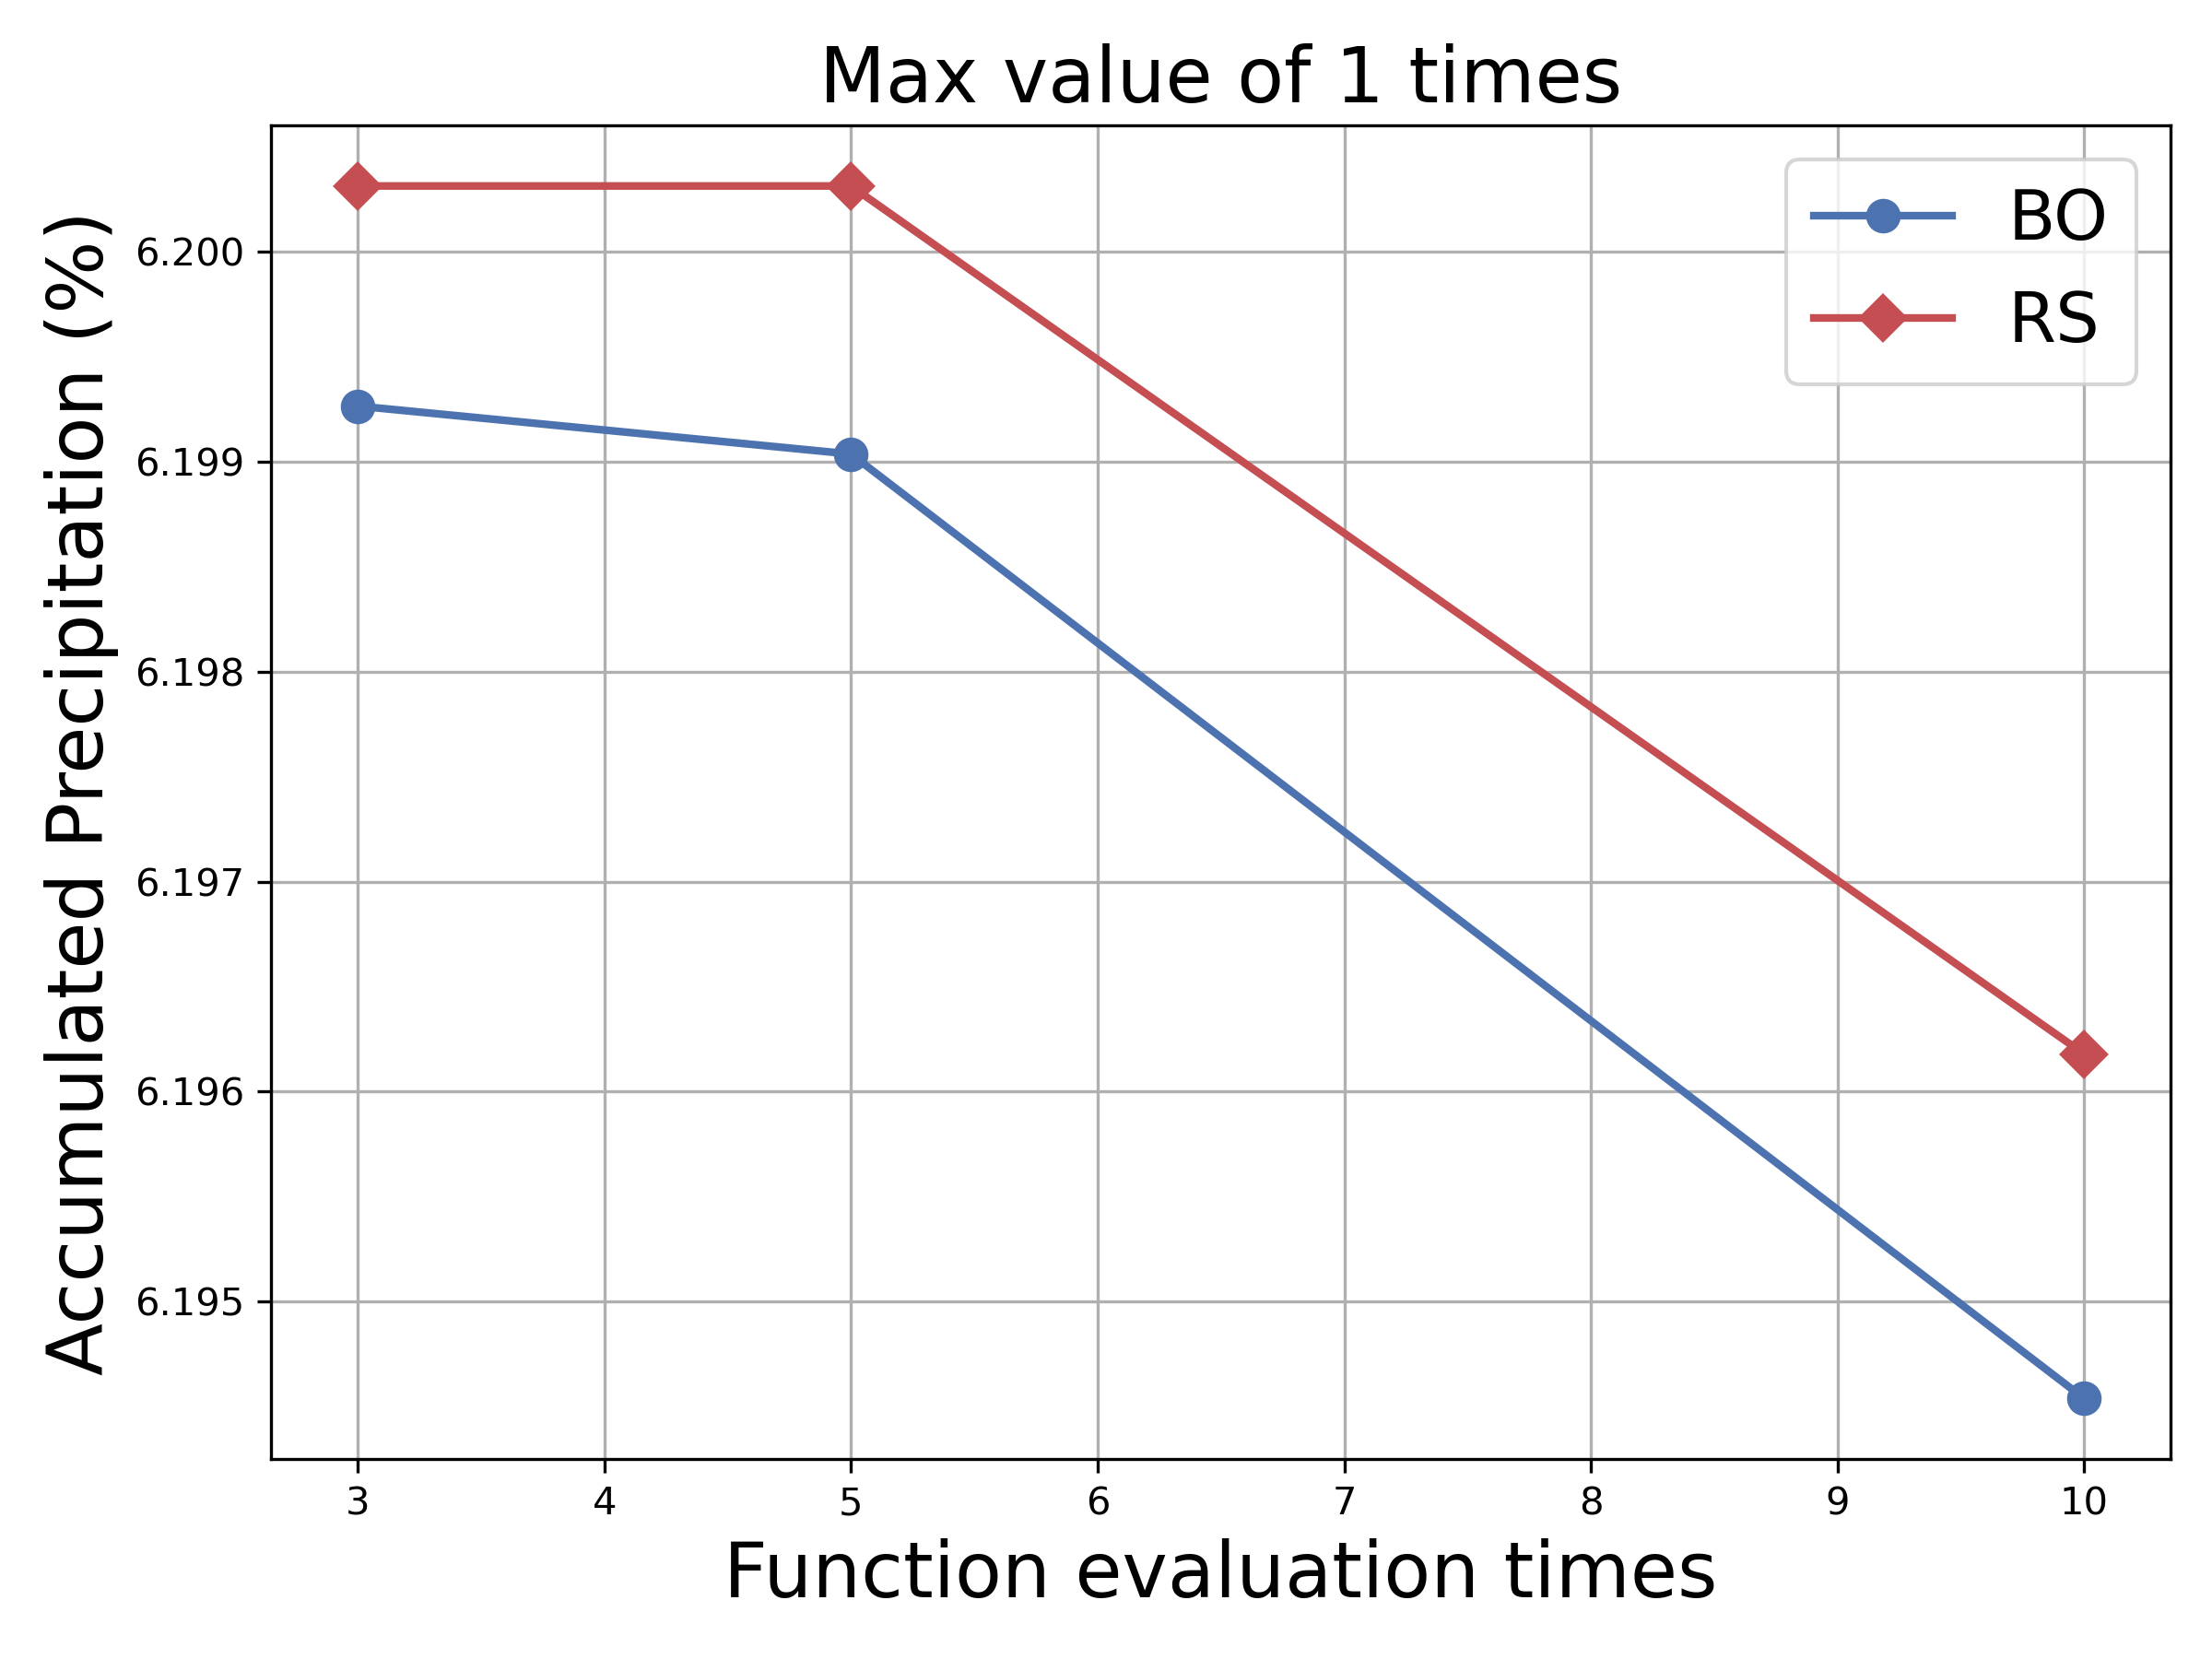 Max value of 1 times
BO
RS
Accumulated Precipitation (%)
6.200
6.199
6.198
6.197
6.196
6.195
3 4 5 6 7 8 9 10
Function evaluation times